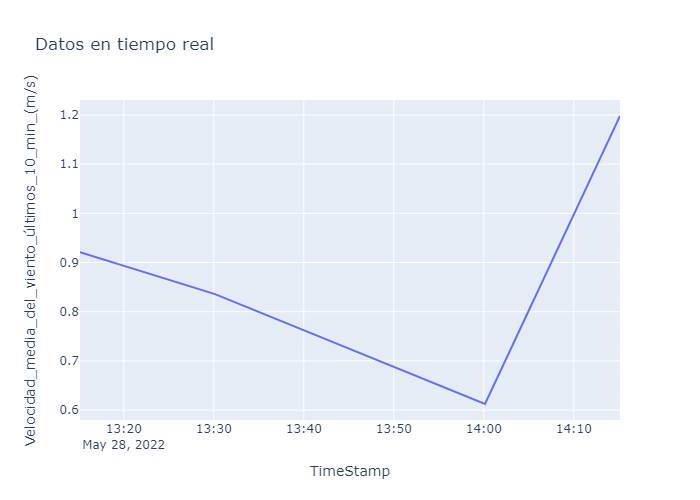 Datos en tiempo real
Velocidad_media_del_viento_últimos_10_min_(m/s)
1.2
1.1
1
0.9
0.8
0.7
0.6
13:20 13:30 13:40 13:50 14:00 14:10
May 28, 2022
TimeStamp